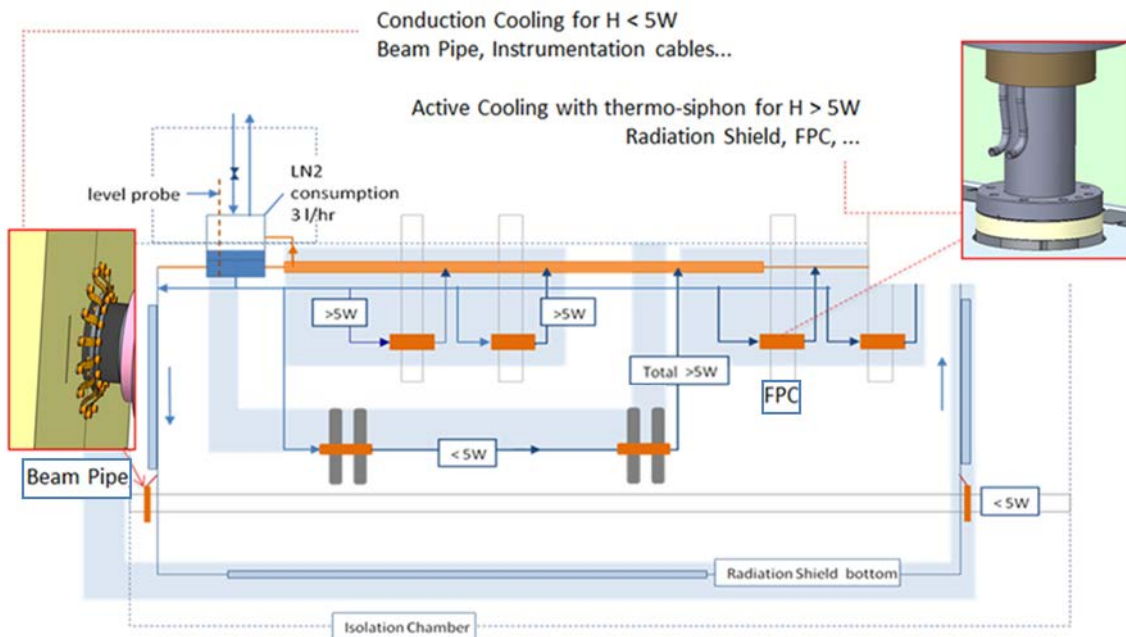 Conduction Cooling for H < 5W
Beam Pipe, Instrumentation cables...
Active Cooling with thermo-siphon for H > 5W
Radiation Shield, FPC, ...
level probe
LN2
consumption
3 l/hr
>5W
>5W
Total >5W
FPC
< 5W
Beam Pipe
< 5W
Radiation Shield bottom
Isolation Chamber